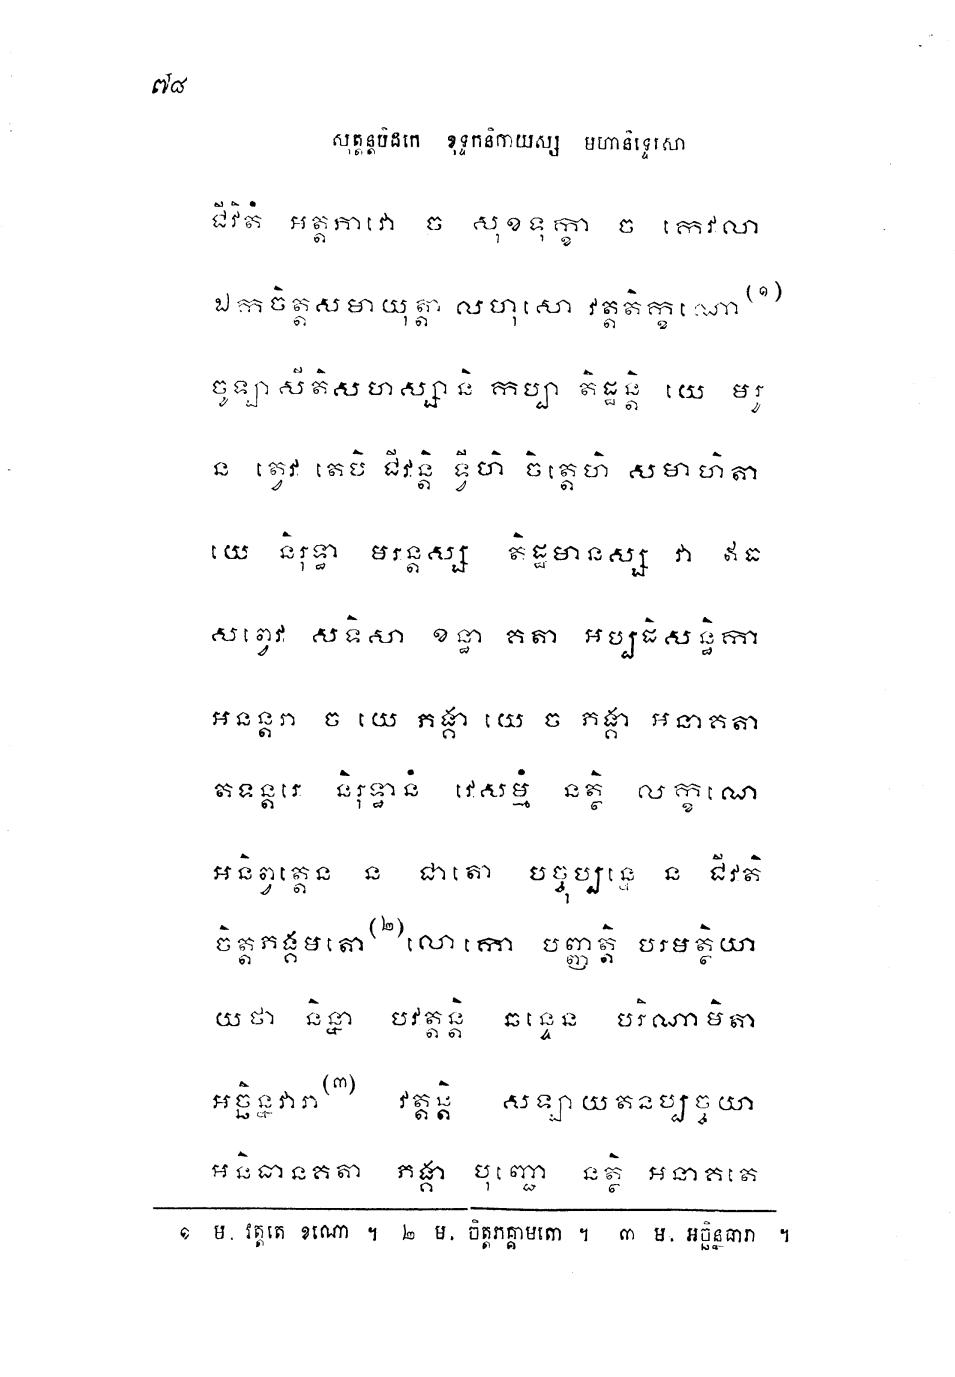 ៧៨
សុត្តន្តបិដកេ ខុទ្ទកនិកាយស្ស មហានិទ្ទេសោ
ជីវិតំ អត្តភាវោ ច សុខទុក្ខា ច កេវលា
ឯកចិត្តសមាយុត្តា លហុសោ វត្តតិក្ខណោ(១)
ចូឡាសីតិសហស្សានិ កប្បា តិដ្ឋន្តិ យេ មរូ
ន ត្វេវ តេបិ ជីវន្តិ ទ្វីហិ ចិត្តេហិ សមាហិតា
យេ និរុទ្ធា មរន្តស្ស តិដ្ឋមានស្ស វា ឥធ
សព្វេវ សទិសា ខន្ធា គតា អប្បដិសន្ធិកា
អនន្តរា ច យេ ភង្គា យេ ច ភង្គា អនាគតា
តទន្តរេ និរុទ្ធានំ វេសម្មំ នត្ថិ លក្ខណេ
អនិព្វត្តេន ន ជាតោ បច្ចុប្បន្នេ ន ជីវតិ
ចិត្តភង្គមតោ(២) លោកោ បញ្ញត្តិ បរមត្ថិយា
យថា និន្នា បវត្តន្តិ ឆន្ទេន បរិណាមិតា
អច្ឆិន្នវារា(៣) វត្តន្តិ សឡាយតនប្បច្ចយា
អនិធានគតា ភង្គា បុញ្ជោ នត្ថិ អនាគតេ
១ ម. វត្តតេ ខណោ ។ ២ ម. ចិត្តភគ្គាមតោ ។ ៣ ម. អច្ឆិន្នធារា ។